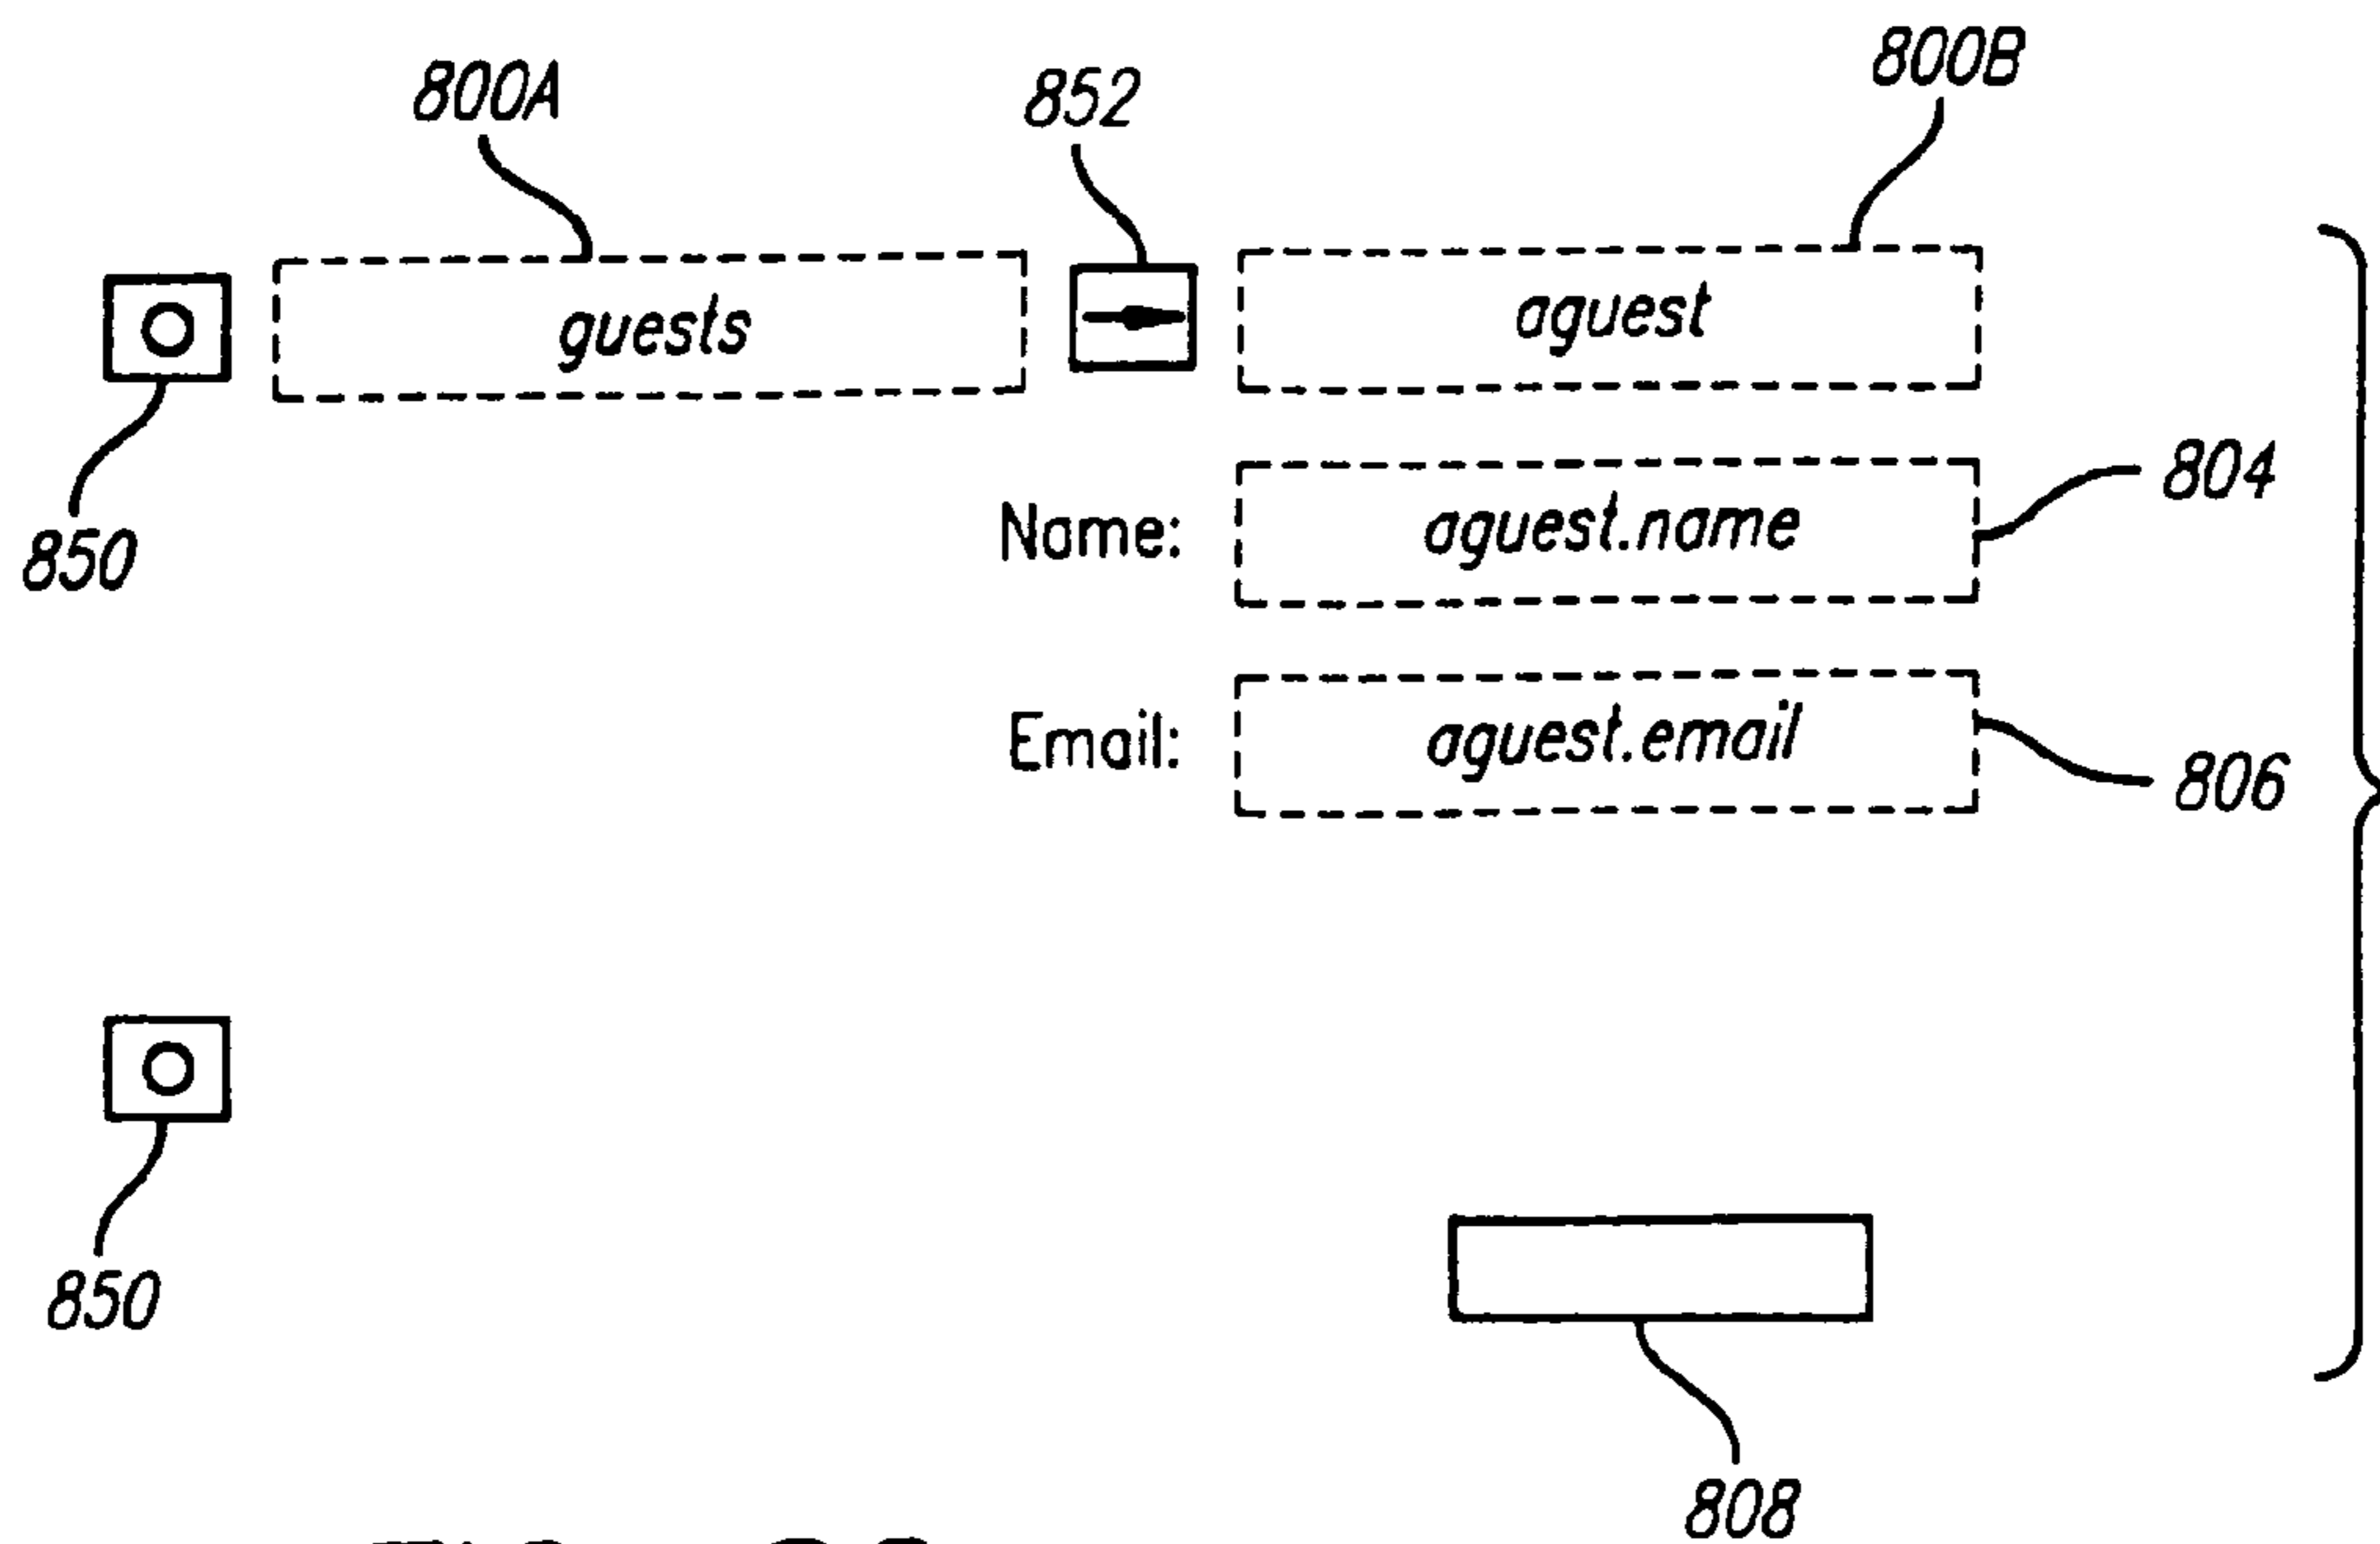 800A 852 800B
guests aguest
850 Name: aguest.name 804
Email: aguest.email 806
850
808